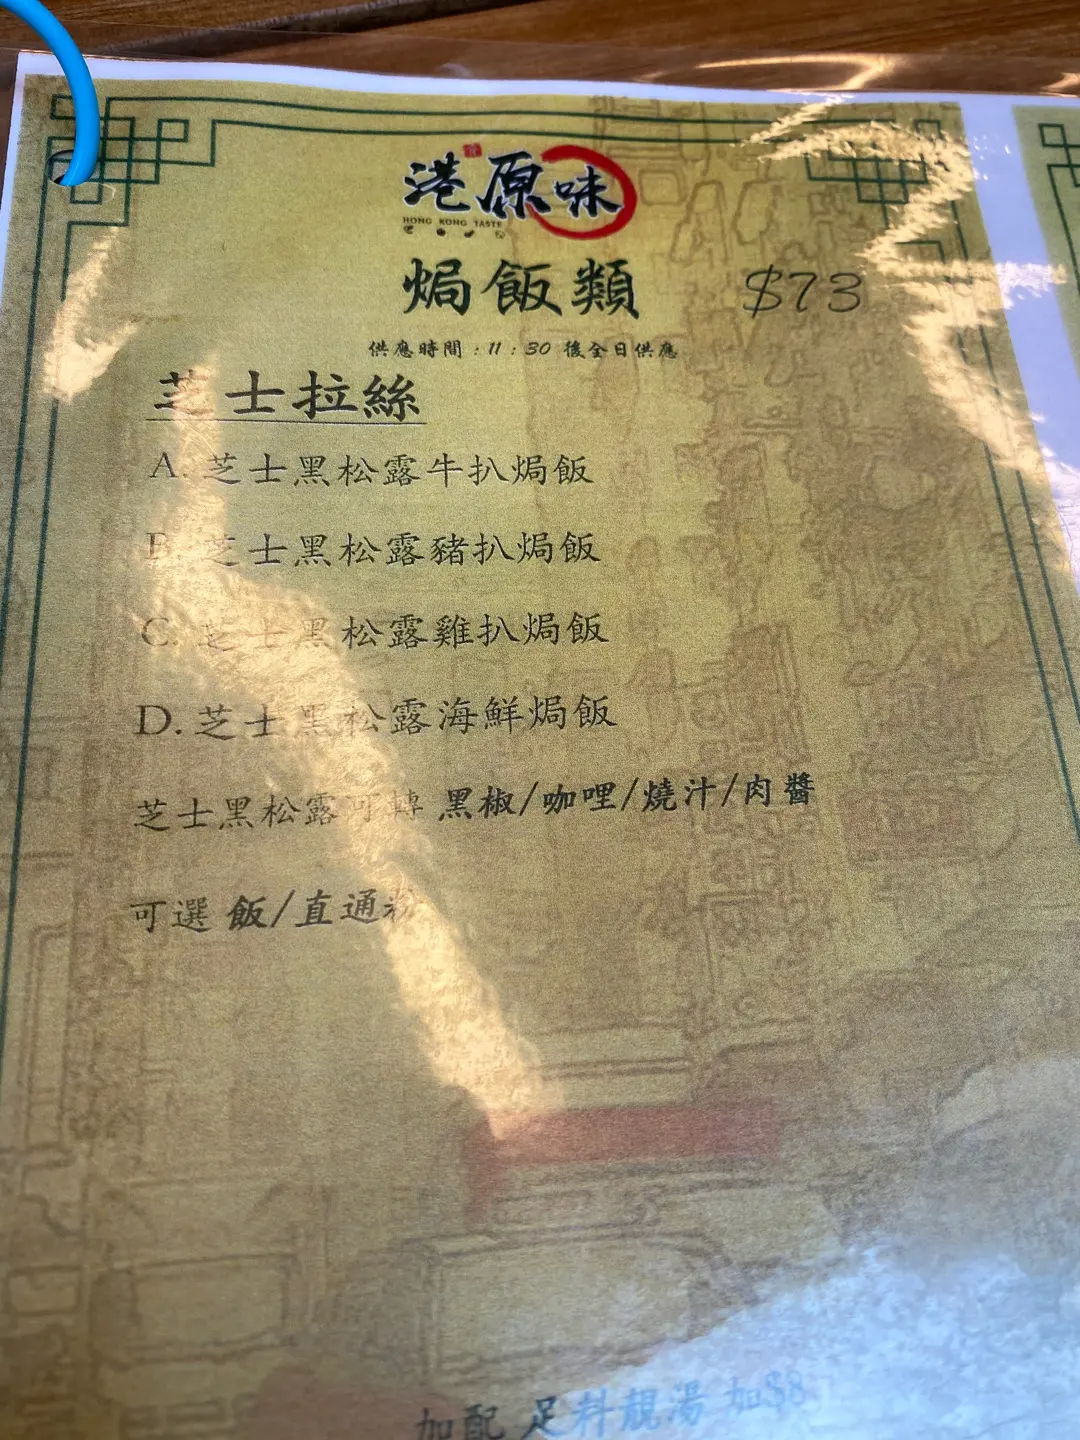 港原味
HONG KONG TASTE
焗飯類 $73
供應時間：11：30 後全日供應
芝士拉絲
A. 芝士黑松露牛扒焗飯
B. 芝士黑松露豬扒焗飯
C. 芝士黑松露雞扒焗飯
D. 芝士黑松露海鮮焗飯
芝士黑松露可轉 黑椒/咖哩/燒汁/肉醬
可選 飯/直通粉
加配 足料靚湯 加$8